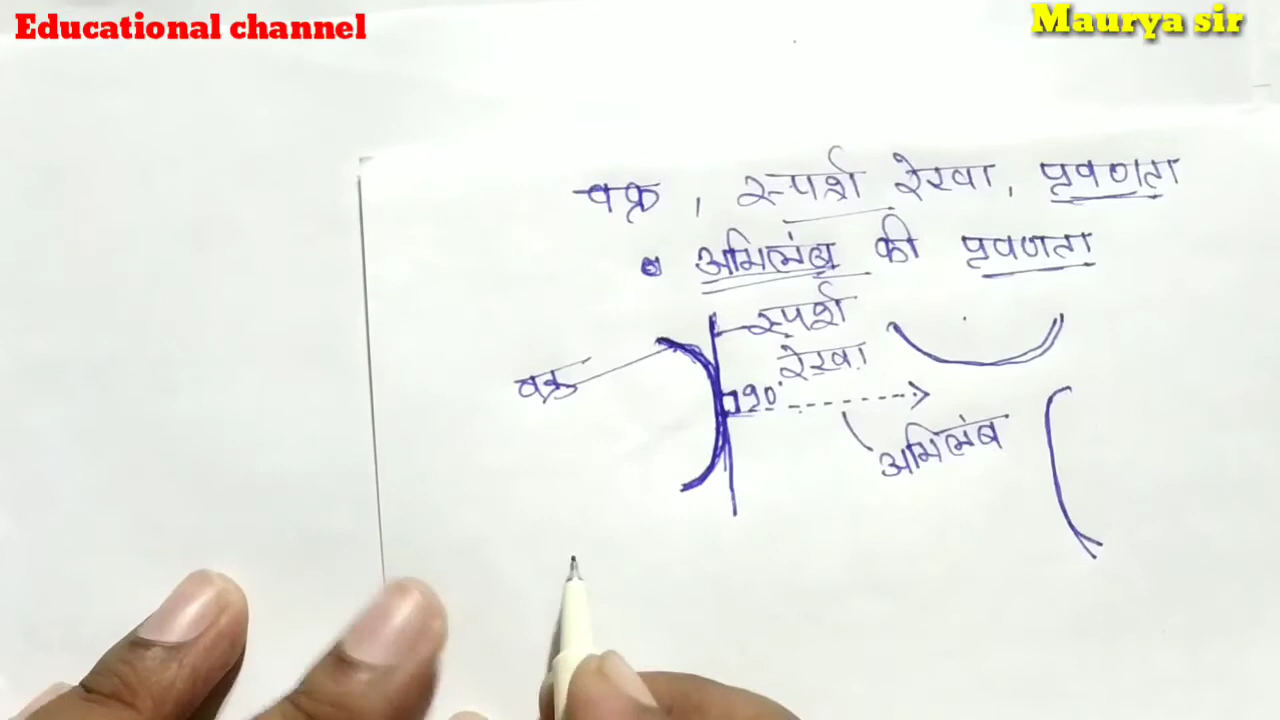 Educational channel
Maurya sir
वक्र, स्पर्श रेखा, प्रवणता
अभिलंब की प्रवणता
स्पर्श
रेखा
वक्र
90°
अभिलंब